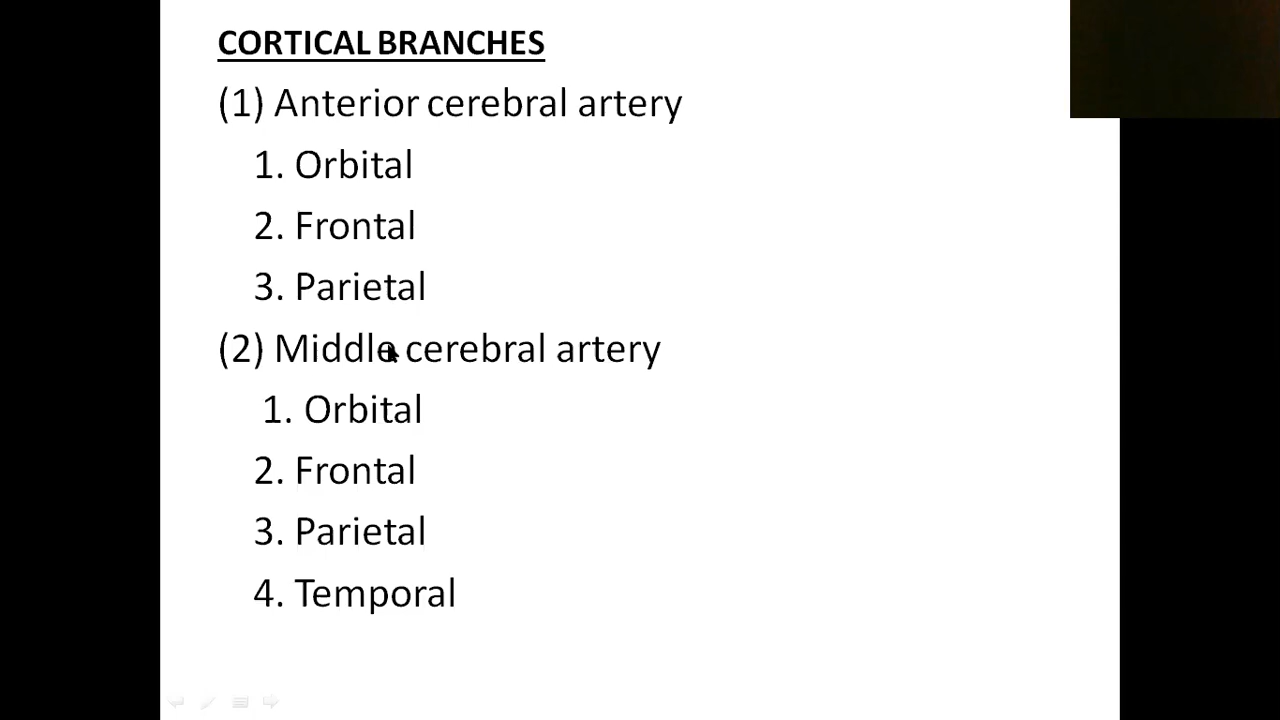 CORTICAL BRANCHES
(1) Anterior cerebral artery
1. Orbital
2. Frontal
3. Parietal
(2) Middle cerebral artery
1. Orbital
2. Frontal
3. Parietal
4. Temporal